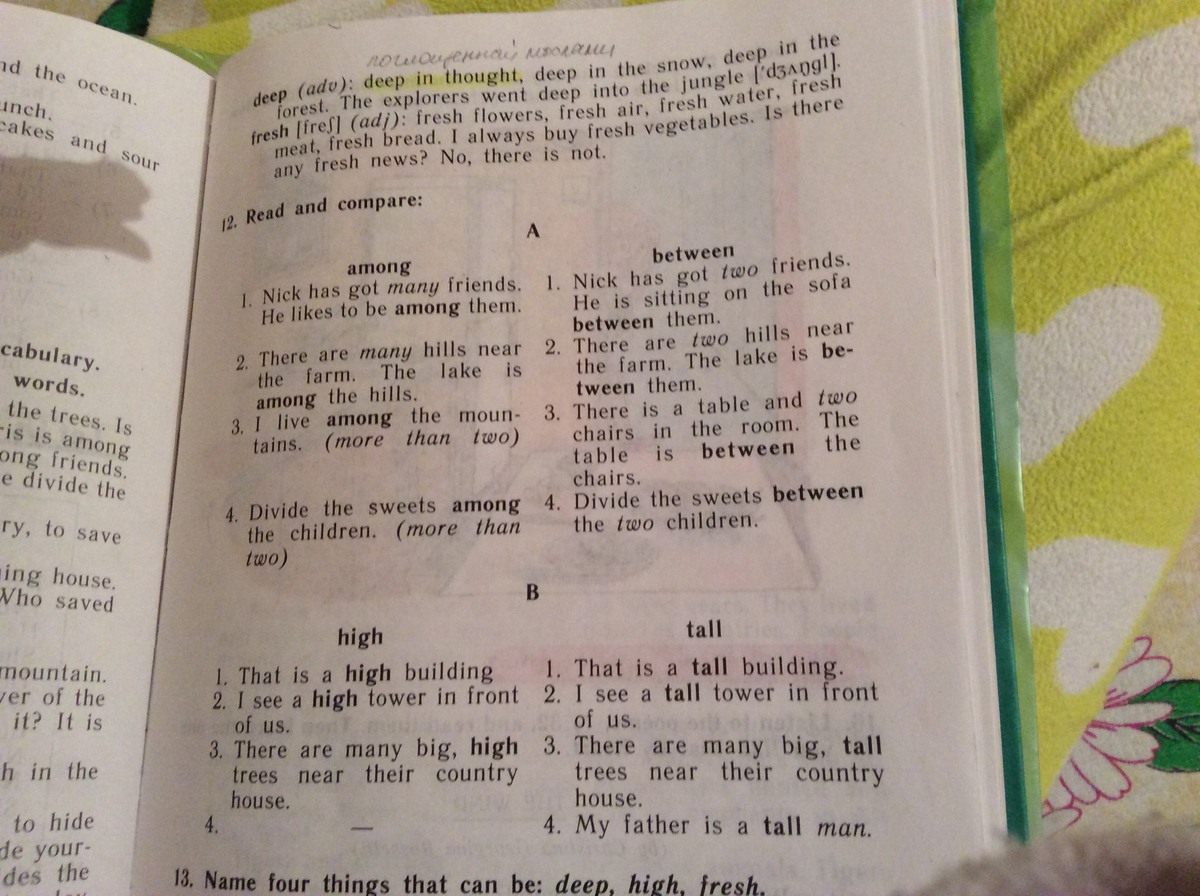 nd the ocean.
unch.
cakes and sour
cabulary.
words.
the trees. Is
ris is among
ong friends.
e divide the
ry, to save
ing house.
Who saved
mountain.
ver of the
it? It is
h in the
to hide
de your-
des the
deep (adv): deep in thought, deep in the snow, deep in the
forest. The explorers went deep into the jungle ['dʒʌŋgl].
fresh [freʃ] (adj): fresh flowers, fresh air, fresh water, fresh
meat, fresh bread. I always buy fresh vegetables. Is there
any fresh news? No, there is not.
12. Read and compare:
A
among
1. Nick has got many friends.
He likes to be among them.
2. There are many hills near
the farm. The lake is
among the hills.
3. I live among the moun-
tains. (more than two)
4. Divide the sweets among
the children. (more than
two)
between
1. Nick has got two friends.
He is sitting on the sofa
between them.
2. There are two hills near
the farm. The lake is be-
tween them.
3. There is a table and two
chairs in the room. The
table is between the
chairs.
4. Divide the sweets between
the two children.
B
high
1. That is a high building
2. I see a high tower in front
of us.
3. There are many big, high
trees near their country
house.
4. —
tall
1. That is a tall building.
2. I see a tall tower in front
of us.
3. There are many big, tall
trees near their country
house.
4. My father is a tall man.
13. Name four things that can be: deep, high, fresh.